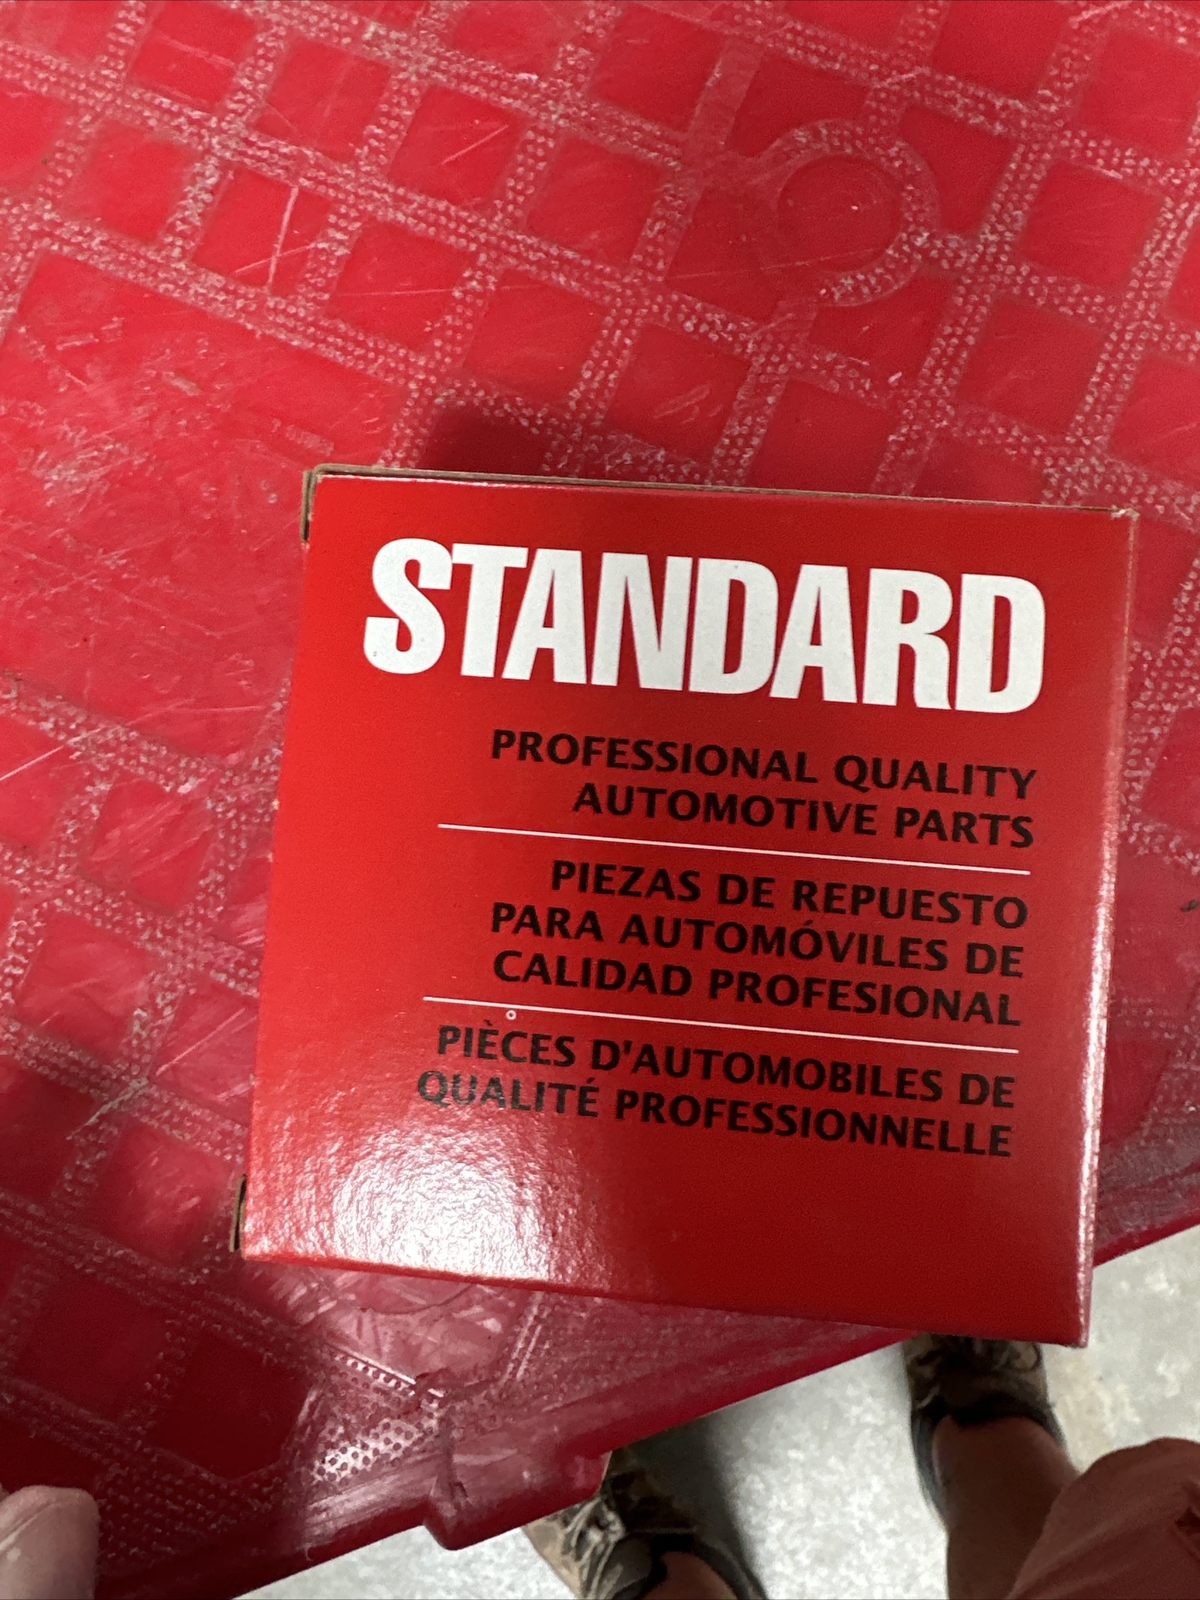 STANDARD
PROFESSIONAL QUALITY
AUTOMOTIVE PARTS
PIEZAS DE REPUESTO
PARA AUTOMÓVILES DE
CALIDAD PROFESIONAL
PIÈCES D'AUTOMOBILES DE
QUALITÉ PROFESSIONNELLE